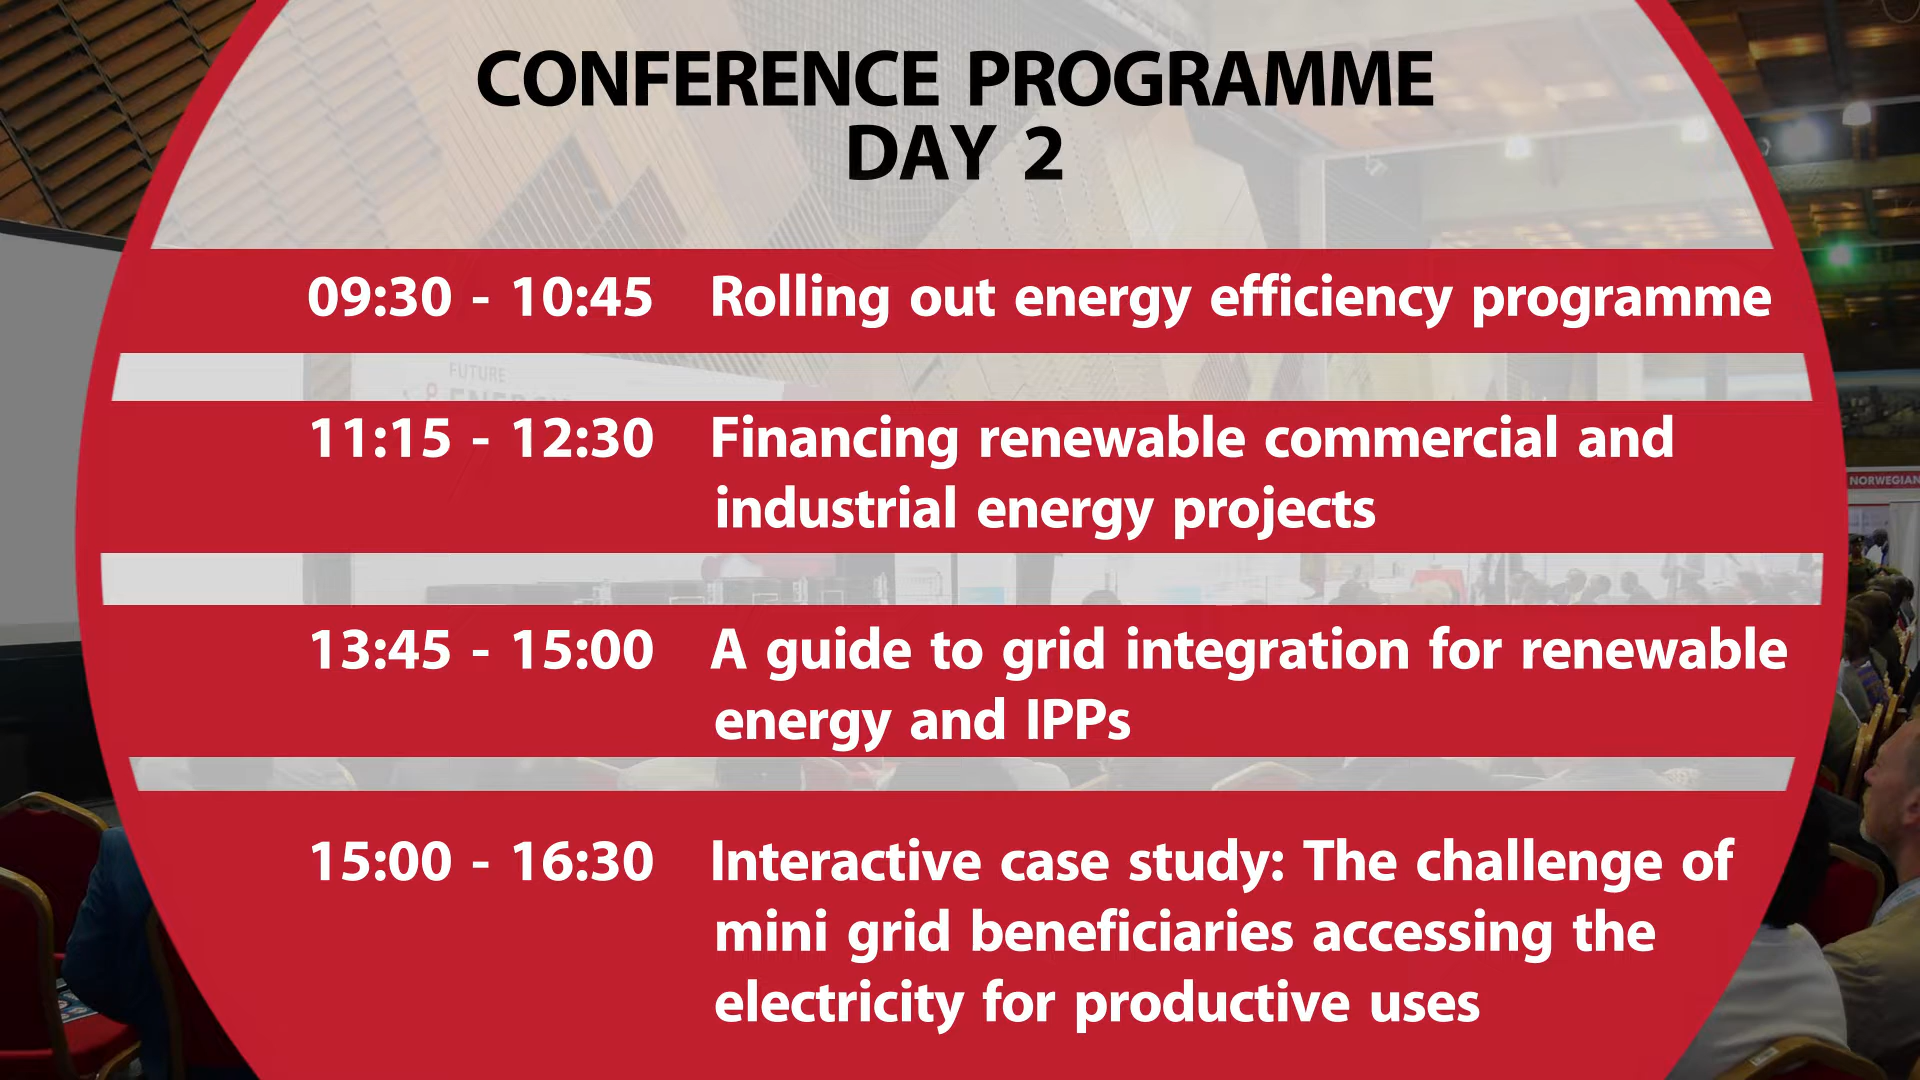 CONFERENCE PROGRAMME
DAY 2
09:30 - 10:45 Rolling out energy efficiency programme
FUTURE
ENERGY
11:15 - 12:30 Financing renewable commercial and
industrial energy projects
NORWEGIAN
13:45 - 15:00 A guide to grid integration for renewable
energy and IPPs
15:00 - 16:30 Interactive case study: The challenge of
mini grid beneficiaries accessing the
electricity for productive uses